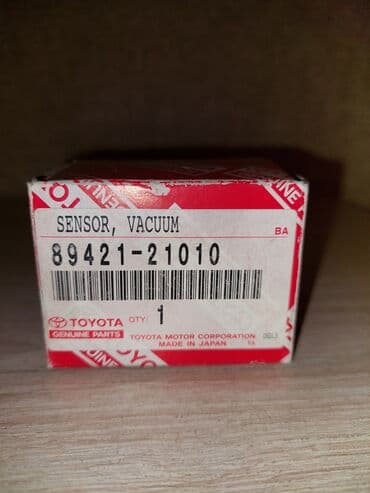 SENSOR, VACUUM
BA
89421-21010
TOYOTA QTY: 1
GENUINE PARTS
TOYOTA MOTOR CORPORATION
MADE IN JAPAN